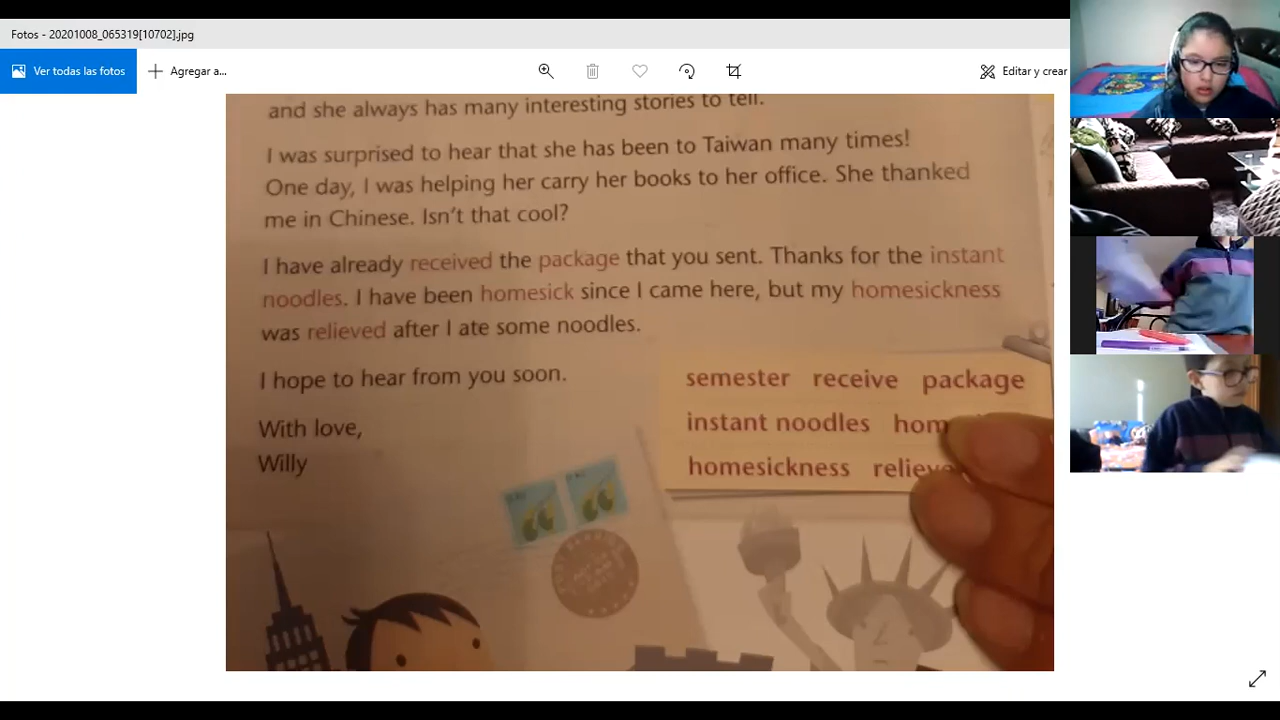 Fotos - 20201008_065319[10702].jpg
Ver todas las fotos
Agregar a...
Editar y crear
and she always has many interesting stories to tell.
I was surprised to hear that she has been to Taiwan many times!
One day, I was helping her carry her books to her office. She thanked
me in Chinese. Isn't that cool?
I have already received the package that you sent. Thanks for the instant
noodles. I have been homesick since I came here, but my homesickness
was relieved after I ate some noodles.
I hope to hear from you soon.
With love,
Willy
semester receive package
instant noodles
homesickness